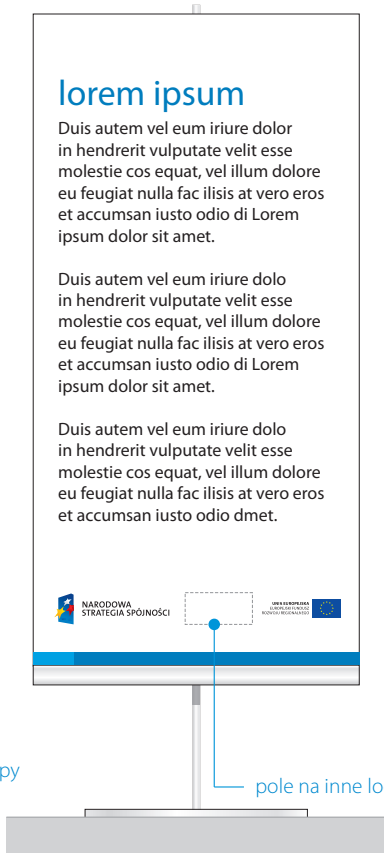 lorem ipsum
Duis autem vel eum iriure dolor
in hendrerit vulputate velit esse
molestie cos equat, vel illum dolore
eu feugiat nulla fac ilisis at vero eros
et accumsan iusto odio di Lorem
ipsum dolor sit amet.
Duis autem vel eum iriure dolo
in hendrerit vulputate velit esse
molestie cos equat, vel illum dolore
eu feugiat nulla fac ilisis at vero eros
et accumsan iusto odio di Lorem
ipsum dolor sit amet.
Duis autem vel eum iriure dolo
in hendrerit vulputate velit esse
molestie cos equat, vel illum dolore
eu feugiat nulla fac ilisis at vero eros
et accumsan iusto odio dmet.
NARODOWA
STRATEGIA SPÓJNOŚCI
UNIA EUROPEJSKA
EUROPEJSKI FUNDUSZ
ROZWOJU REGIONALNEGO
py
pole na inne lo